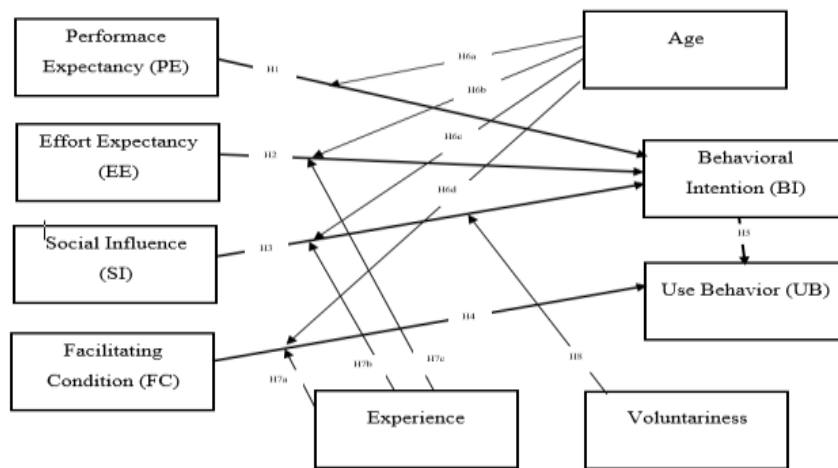 Performace
Expectancy (PE)
Age
H6a
H1
H6b
Effort Expectancy
(EE)
H6c
H2
Behavioral
Intention (BI)
H6d
Social Influence
(SI)
H3
H5
Use Behavior (UB)
H4
Facilitating
Condition (FC)
H7c
H7b
H8
H7a
Experience
Voluntariness